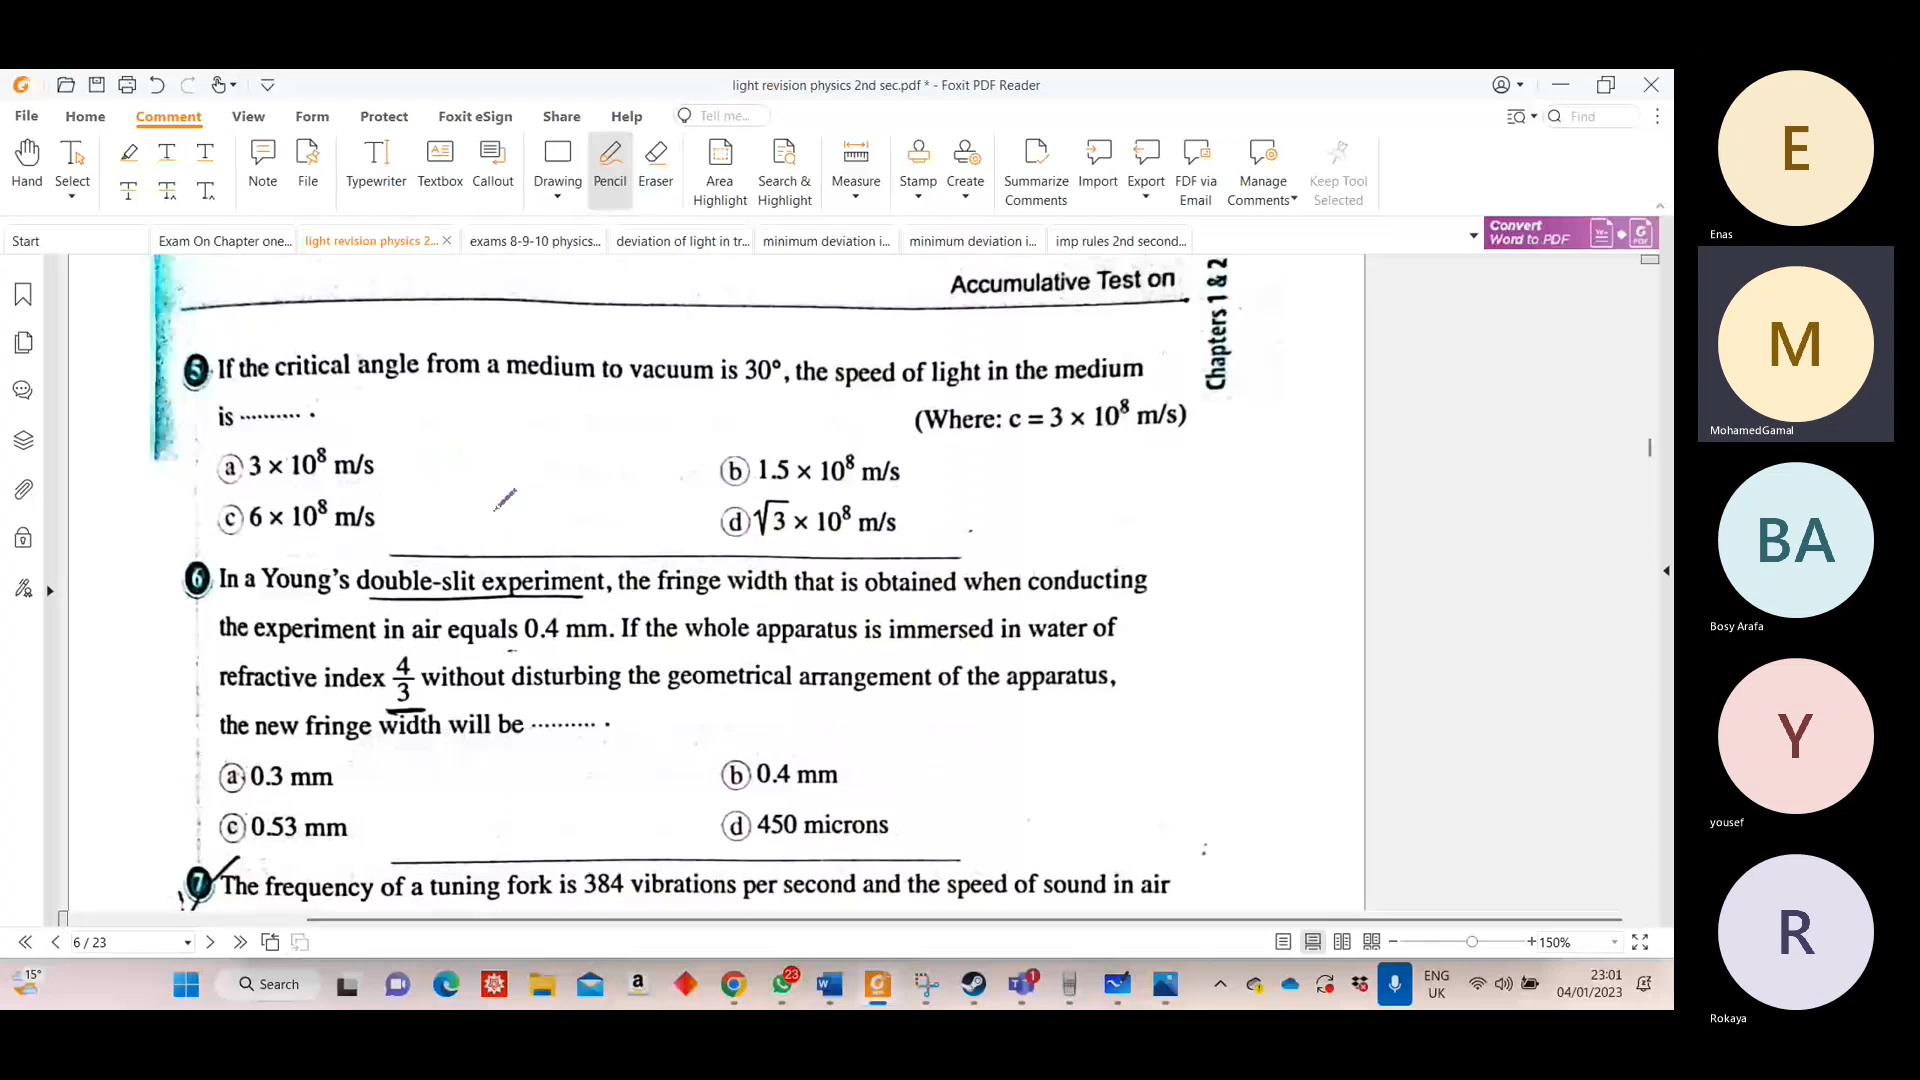 light revision physics 2nd sec.pdf * - Foxit PDF Reader
File Home Comment View Form Protect Foxit eSign Share Help Tell me... Find
Hand Select Note File Typewriter Textbox Callout Drawing Pencil Eraser Area Highlight Search & Highlight Measure Stamp Create Summarize Comments Import Export FDF via Email Manage Comments Keep Tool Selected
Start Exam On Chapter one... light revision physics 2... exams 8-9-10 physics... deviation of light in tr... minimum deviation i... minimum deviation i... imp rules 2nd second...
Convert
Word to PDF
Accumulative Test on
Chapters 1 & 2
5 If the critical angle from a medium to vacuum is 30°, the speed of light in the medium
is .......... . (Where: c = 3 × 10⁸ m/s)
a 3 × 10⁸ m/s b 1.5 × 10⁸ m/s
c 6 × 10⁸ m/s d √3 × 10⁸ m/s
6 In a Young's double-slit experiment, the fringe width that is obtained when conducting
the experiment in air equals 0.4 mm. If the whole apparatus is immersed in water of
refractive index 4/3 without disturbing the geometrical arrangement of the apparatus,
the new fringe width will be .......... .
a 0.3 mm b 0.4 mm
c 0.53 mm d 450 microns
7 The frequency of a tuning fork is 384 vibrations per second and the speed of sound in air
6 / 23 150%
15° Search 23 1 ENG UK 23:01 04/01/2023
E
Enas
M
MohamedGamal
BA
Bosy Arafa
Y
yousef
R
Rokaya